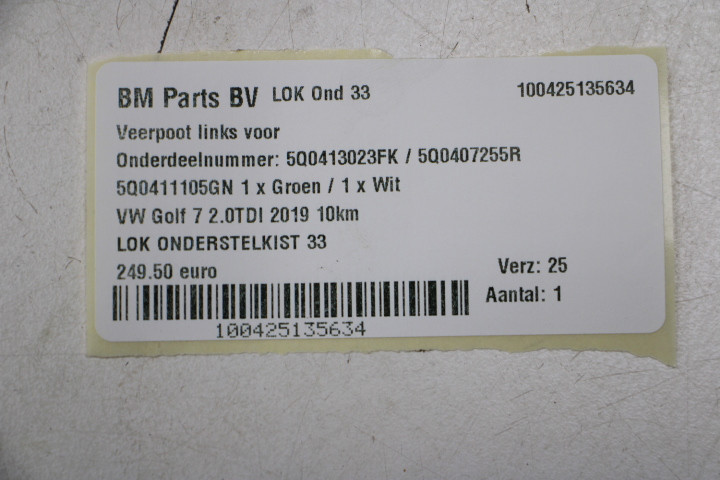 BM Parts BV LOK Ond 33 100425135634
Veerpoot links voor
Onderdeelnummer: 5Q0413023FK / 5Q0407255R
5Q0411105GN 1 x Groen / 1 x Wit
VW Golf 7 2.0TDI 2019 10km
LOK ONDERSTELKIST 33
249.50 euro Verz: 25
Aantal: 1
100425135634